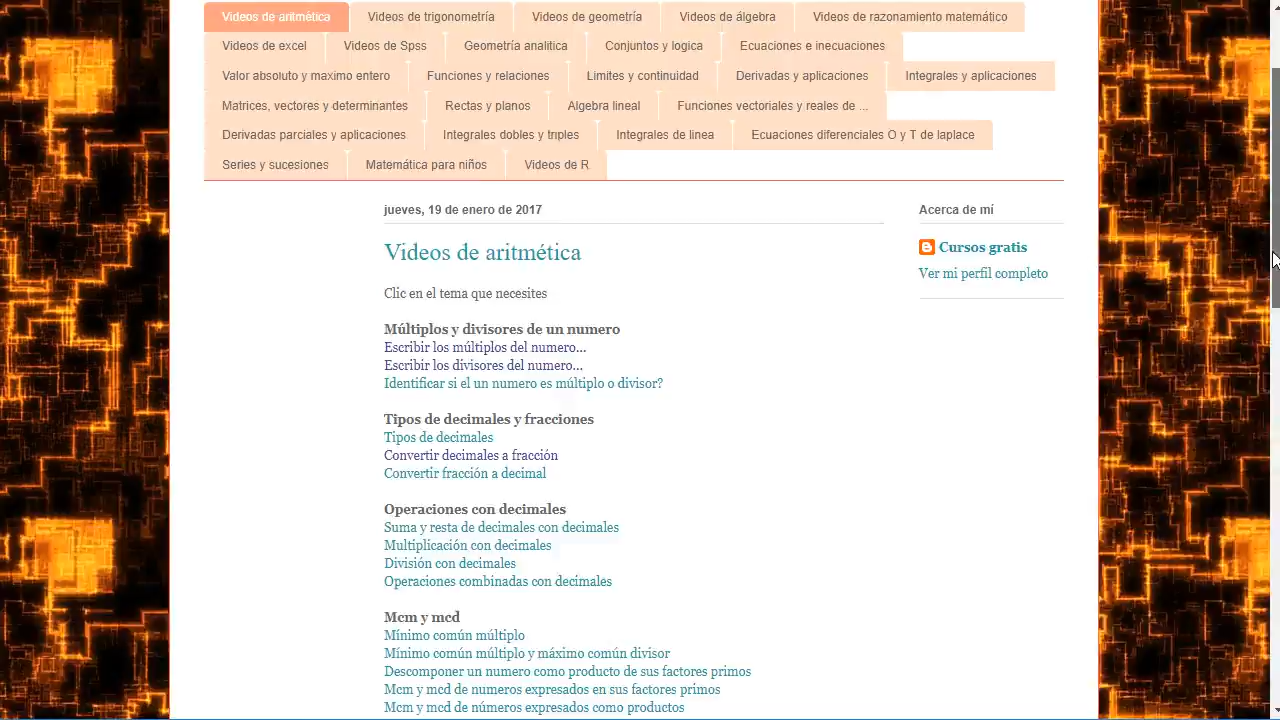 Videos de aritmética Videos de trigonometría Videos de geometría Videos de álgebra Videos de razonamiento matemático
Videos de excel Videos de eves Geometría analítica Conjuntos y logica Ecuaciones e inecuaciones
Valor absoluto y maximo entero Funciones y relaciones Limites y continuidad Derivadas y aplicaciones Integrales y aplicaciones
Matrices, vectores y determinantes Rectas y planos Algebra lineal Funciones vectoriales y reales de ...
Derivadas parciales y aplicaciones Integrales dobles y triples Integrales de linea Ecuaciones diferenciales O y T de laplace
Series y sucesiones Matemática para niños Videos de R
jueves, 19 de enero de 2017
Videos de aritmética
Clic en el tema que necesites
Múltiplos y divisores de un numero
Escribir los múltiplos del numero...
Escribir los divisores del numero...
Identificar si el un numero es múltiplo o divisor?
Tipos de decimales y fracciones
Tipos de decimales
Convertir decimales a fracción
Convertir fracción a decimal
Operaciones con decimales
Suma y resta de decimales con decimales
Multiplicación con decimales
División con decimales
Operaciones combinadas con decimales
Mcm y mcd
Mínimo común múltiplo
Mínimo común múltiplo y máximo común divisor
Descomponer un numero como producto de sus factores primos
Mcm y mcd de números expresados en sus factores primos
Mcm y mcd de números expresados como productos
Acerca de mí
Cursos gratis
Ver mi perfil completo